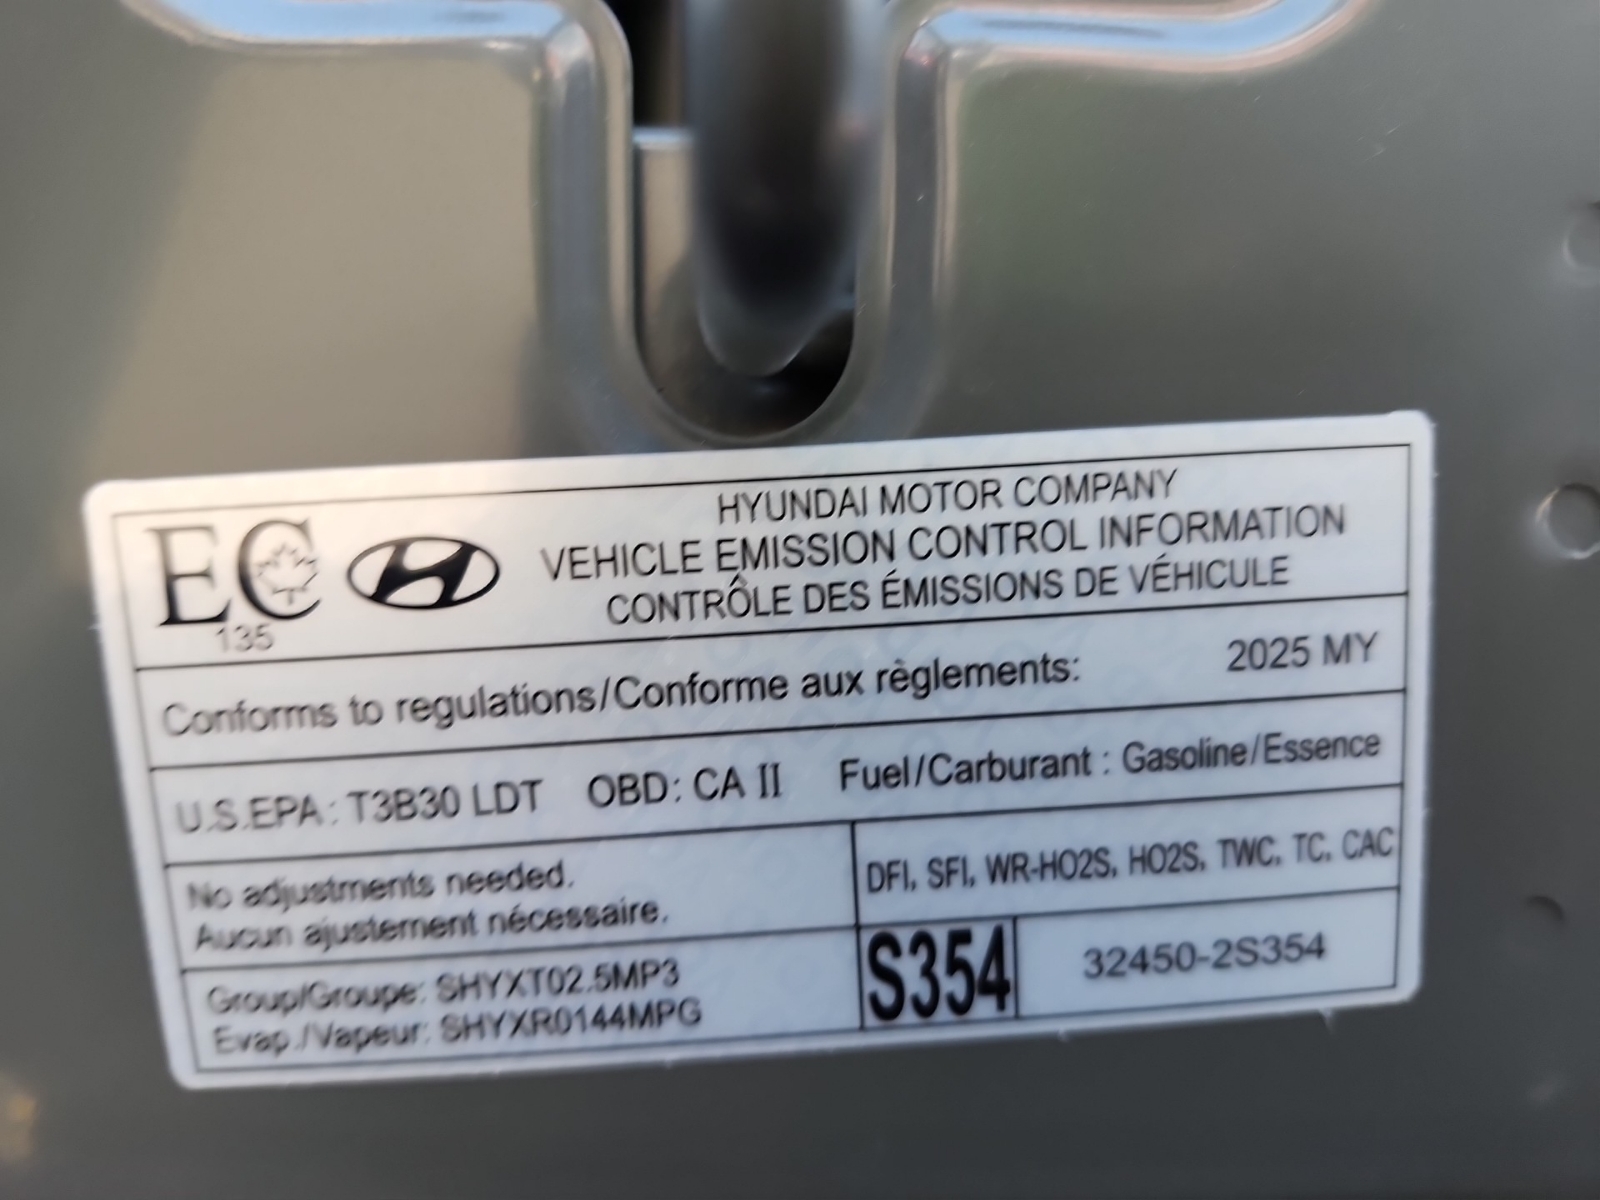 EC
135
HYUNDAI MOTOR COMPANY
VEHICLE EMISSION CONTROL INFORMATION
CONTRÔLE DES ÉMISSIONS DE VÉHICULE
Conforms to regulations/Conforme aux règlements: 2025 MY
U.S.EPA: T3B30 LDT OBD: CA II Fuel/Carburant : Gasoline/Essence
No adjustments needed.
Aucun ajustement nécessaire.
DFI, SFI, WR-HO2S, HO2S, TWC, TC, CAC
Group/Groupe: SHYXT02.5MP3
Evap./Vapeur: SHYXR0144MPG
S354
32450-2S354